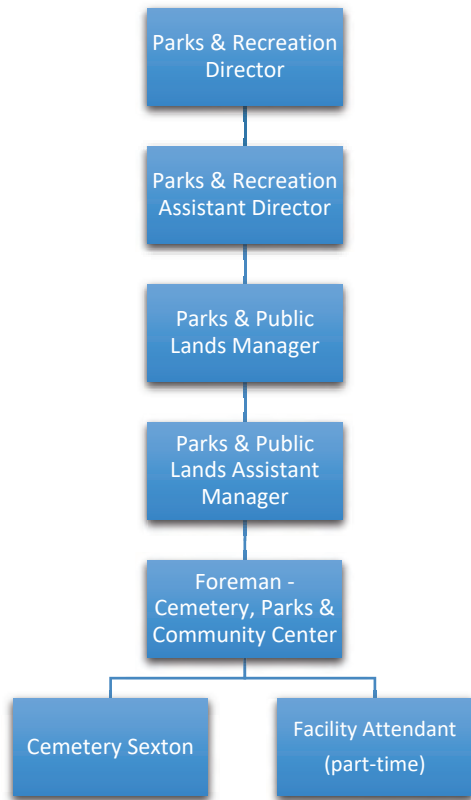 Parks & Recreation
Director
Parks & Recreation
Assistant Director
Parks & Public
Lands Manager
Parks & Public
Lands Assistant
Manager
Foreman -
Cemetery, Parks &
Community Center
Cemetery Sexton
Facility Attendant
(part-time)